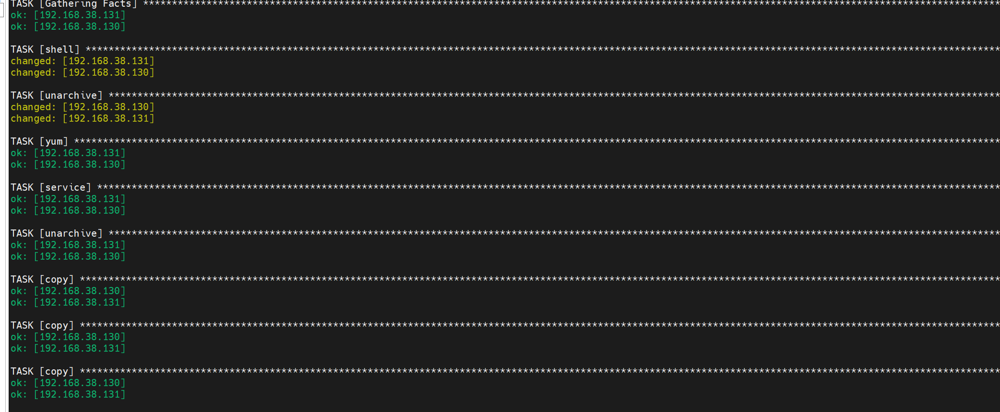 TASK [Gathering Facts] ****************************************************************************************************************************************************
ok: [192.168.38.131]
ok: [192.168.38.130]
TASK [shell] **************************************************************************************************************************************************************
changed: [192.168.38.131]
changed: [192.168.38.130]
TASK [unarchive] **********************************************************************************************************************************************************
changed: [192.168.38.130]
changed: [192.168.38.131]
TASK [yum] ****************************************************************************************************************************************************************
ok: [192.168.38.131]
ok: [192.168.38.130]
TASK [service] ************************************************************************************************************************************************************
ok: [192.168.38.131]
ok: [192.168.38.130]
TASK [unarchive] **********************************************************************************************************************************************************
ok: [192.168.38.131]
ok: [192.168.38.130]
TASK [copy] ***************************************************************************************************************************************************************
ok: [192.168.38.130]
ok: [192.168.38.131]
TASK [copy] ***************************************************************************************************************************************************************
ok: [192.168.38.130]
ok: [192.168.38.131]
TASK [copy] ***************************************************************************************************************************************************************
ok: [192.168.38.130]
ok: [192.168.38.131]